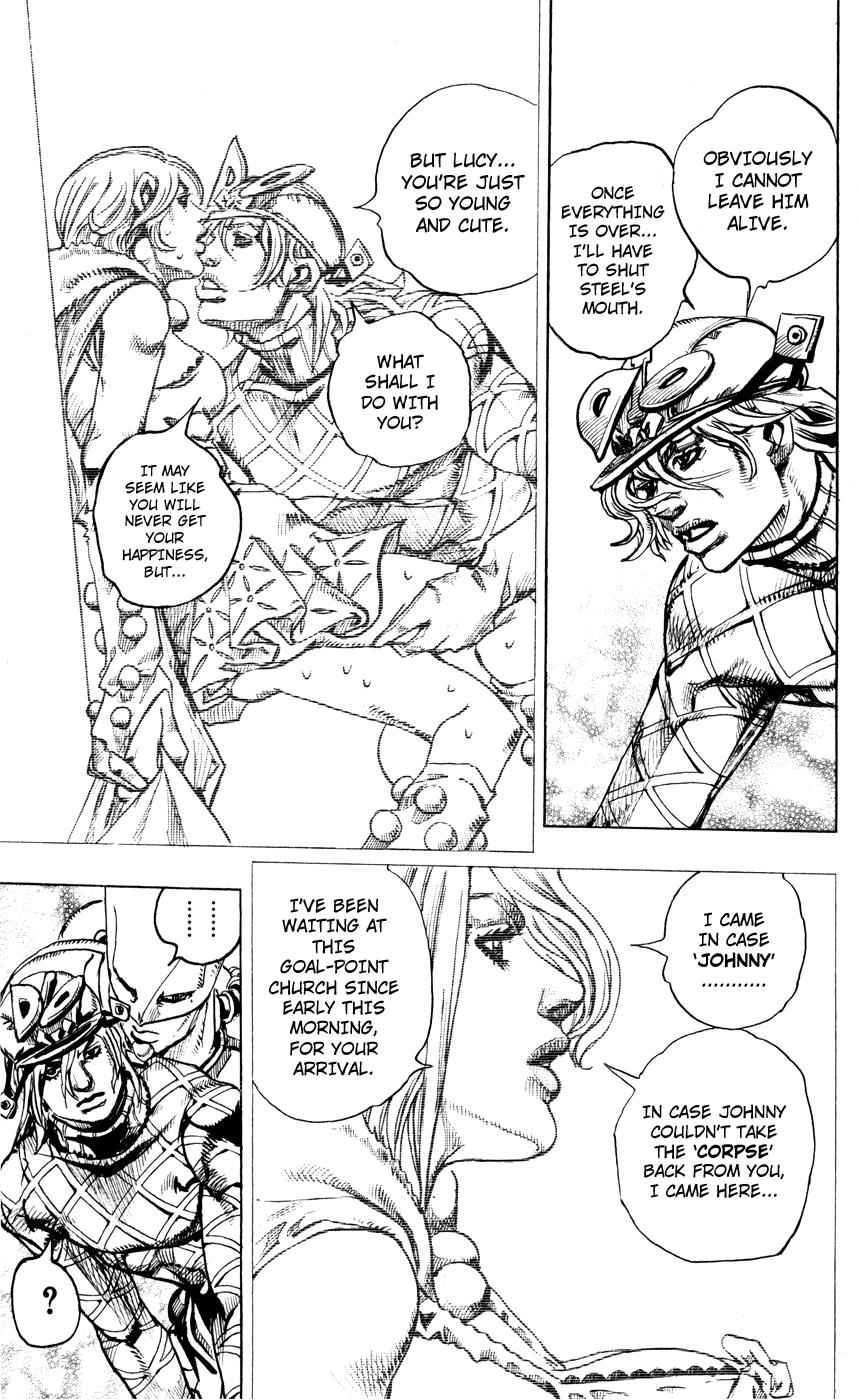 OBVIOUSLY
I CANNOT
LEAVE HIM
ALIVE.
ONCE
EVERYTHING
IS OVER...
I'LL HAVE
TO SHUT
STEEL'S
MOUTH.
BUT LUCY...
YOU'RE JUST
SO YOUNG
AND CUTE.
WHAT
SHALL I
DO WITH
YOU?
IT MAY
SEEM LIKE
YOU WILL
NEVER GET
YOUR
HAPPINESS,
BUT...
I CAME
IN CASE
'JOHNNY'
...........
IN CASE JOHNNY
COULDN'T TAKE
THE 'CORPSE'
BACK FROM YOU,
I CAME HERE...
I'VE BEEN
WAITING AT
THIS
GOAL-POINT
CHURCH SINCE
EARLY THIS
MORNING,
FOR YOUR
ARRIVAL.
?